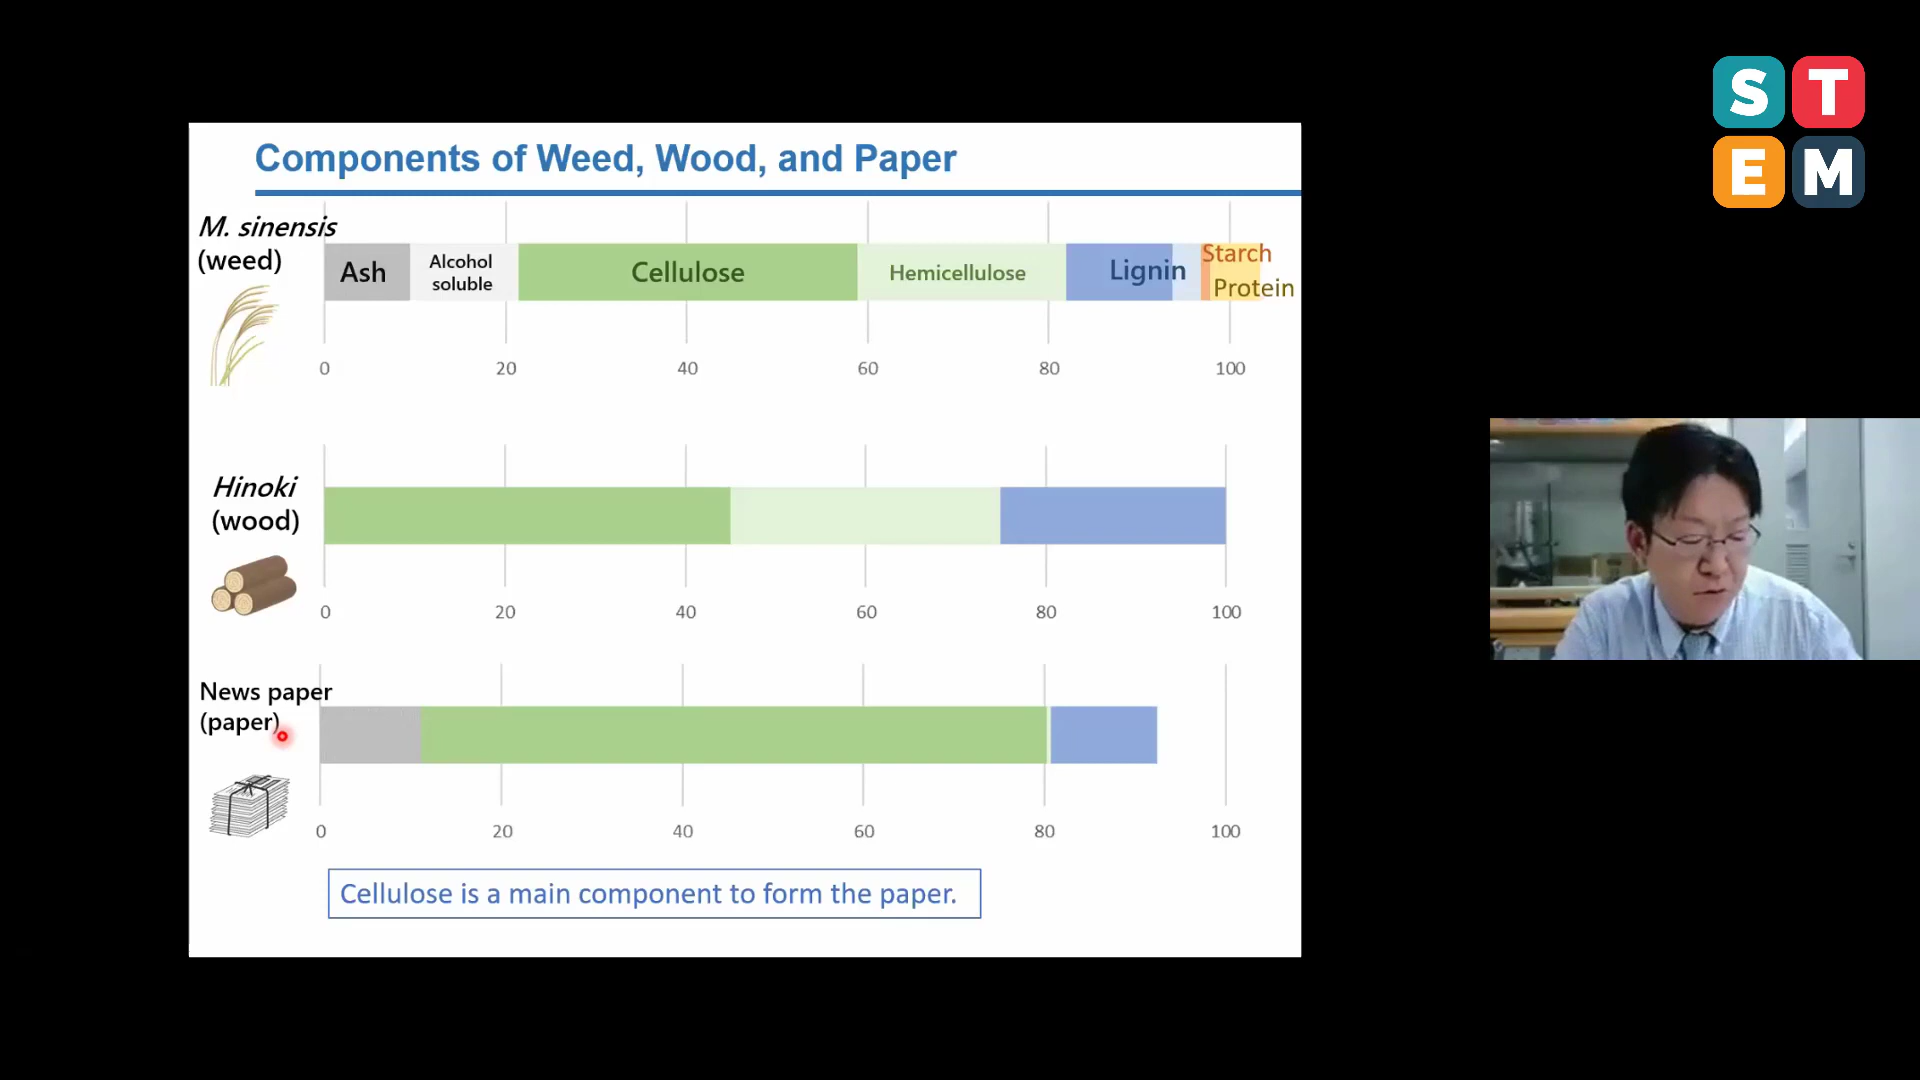 S T
E M
Components of Weed, Wood, and Paper
M. sinensis
(weed)
Ash
Alcohol
soluble
Cellulose
Hemicellulose
Lignin
Starch
Protein
0 20 40 60 80 100
Hinoki
(wood)
0 20 40 60 80 100
News paper
(paper)
0 20 40 60 80 100
Cellulose is a main component to form the paper.